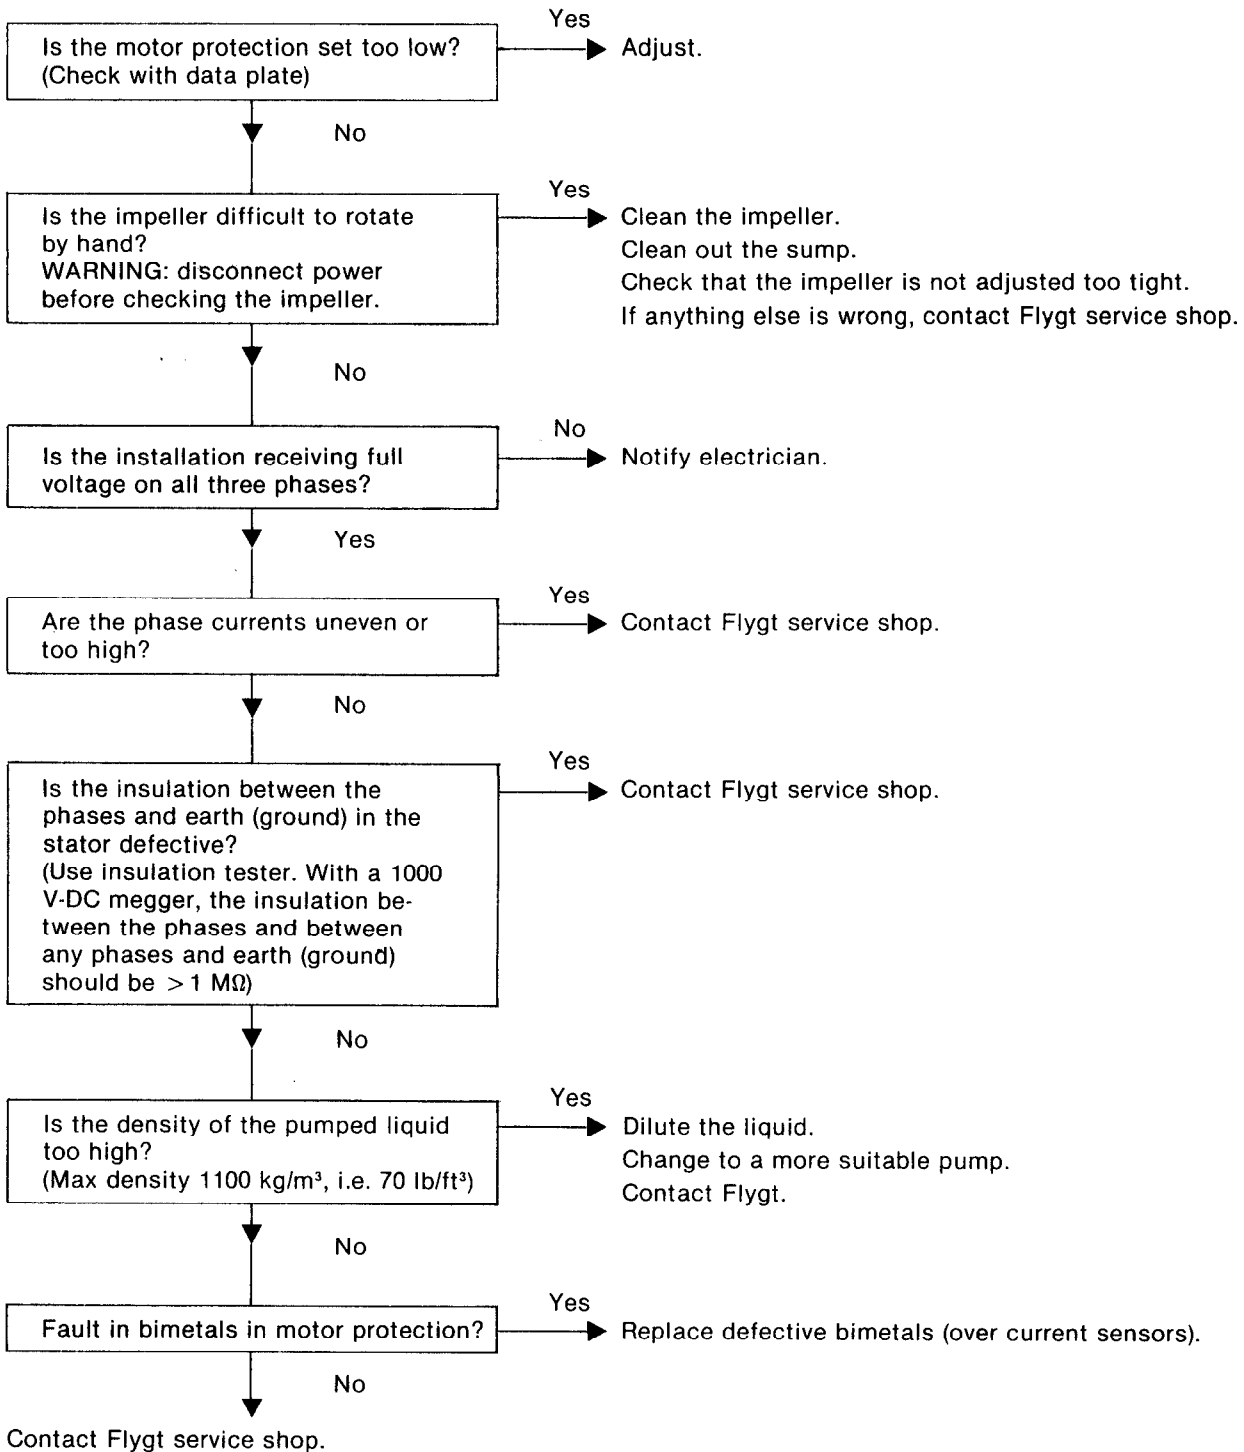 Yes
Is the motor protection set too low?
(Check with data plate)
Adjust.
No
Yes
Is the impeller difficult to rotate
by hand?
WARNING: disconnect power
before checking the impeller.
Clean the impeller.
Clean out the sump.
Check that the impeller is not adjusted too tight.
If anything else is wrong, contact Flygt service shop.
No
No
Is the installation receiving full
voltage on all three phases?
Notify electrician.
Yes
Yes
Are the phase currents uneven or
too high?
Contact Flygt service shop.
No
Yes
Is the insulation between the
phases and earth (ground) in the
stator defective?
(Use insulation tester. With a 1000
V-DC megger, the insulation be-
tween the phases and between
any phases and earth (ground)
should be > 1 MΩ)
Contact Flygt service shop.
No
Yes
Is the density of the pumped liquid
too high?
(Max density 1100 kg/m³, i.e. 70 lb/ft³)
Dilute the liquid.
Change to a more suitable pump.
Contact Flygt.
No
Yes
Fault in bimetals in motor protection?
Replace defective bimetals (over current sensors).
No
Contact Flygt service shop.